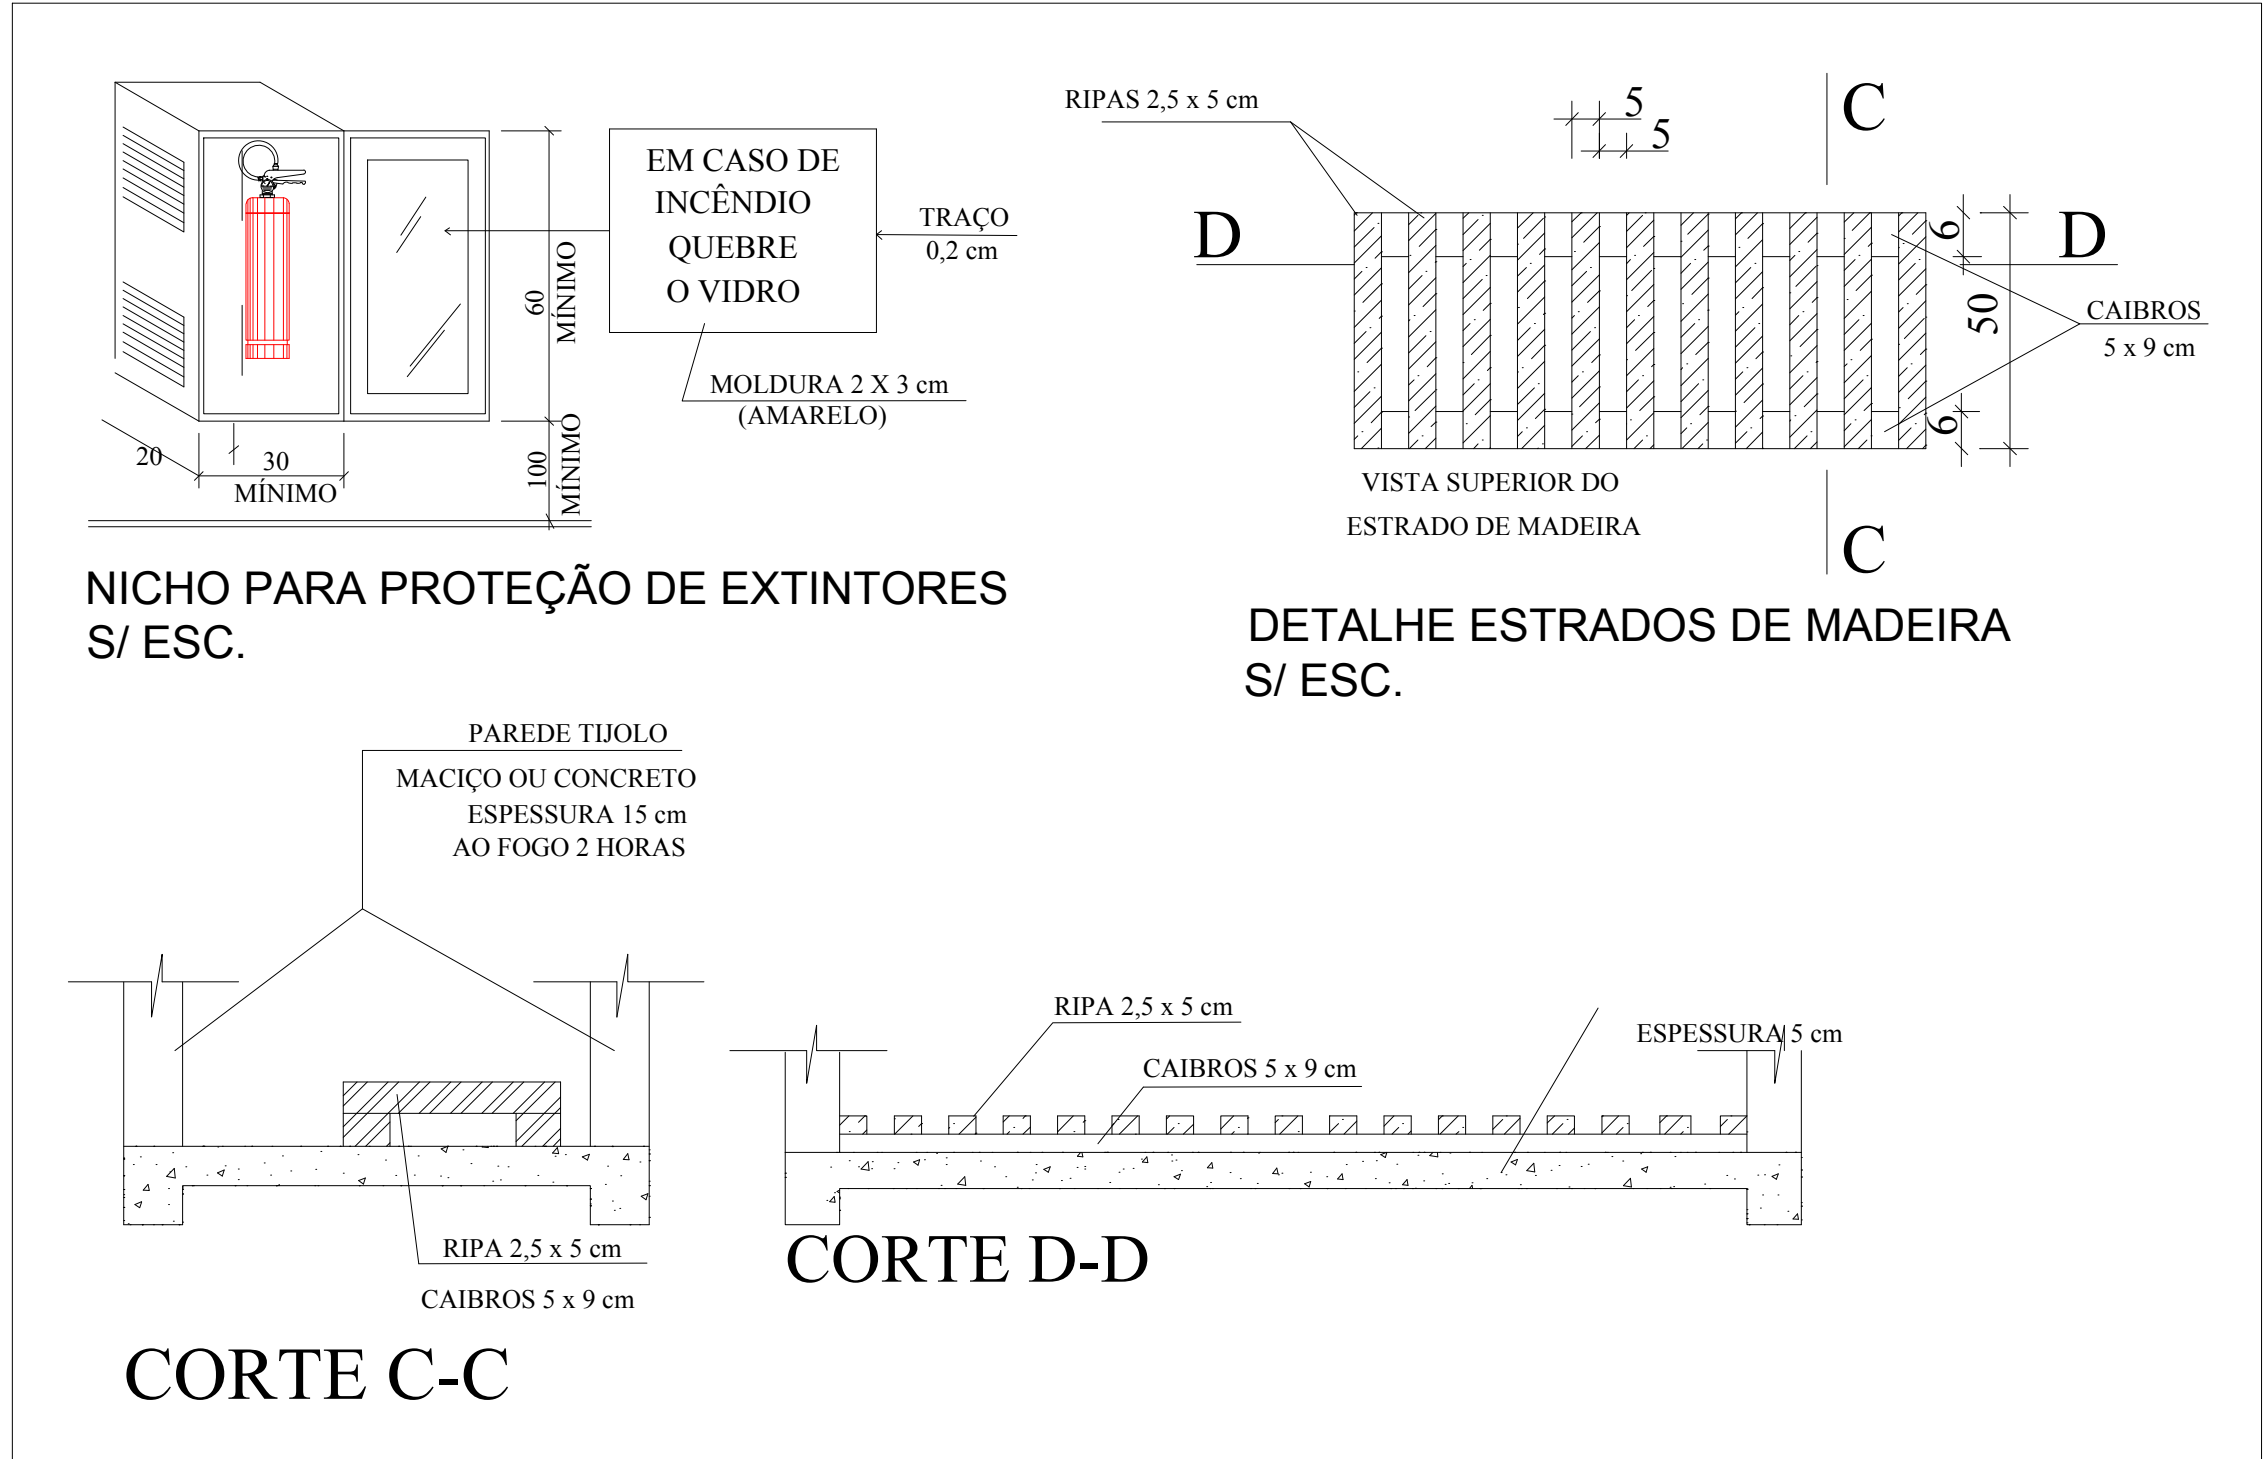 EM CASO DE
INCÊNDIO
QUEBRE
O VIDRO
TRAÇO
0,2 cm
MOLDURA 2 X 3 cm
(AMARELO)
60
MÍNIMO
100
MÍNIMO
20
30
MÍNIMO
NICHO PARA PROTEÇÃO DE EXTINTORES
S/ ESC.
RIPAS 2,5 x 5 cm
5
5
C
D
D
6
50
6
CAIBROS
5 x 9 cm
VISTA SUPERIOR DO
ESTRADO DE MADEIRA
C
DETALHE ESTRADOS DE MADEIRA
S/ ESC.
PAREDE TIJOLO
MACIÇO OU CONCRETO
ESPESSURA 15 cm
AO FOGO 2 HORAS
RIPA 2,5 x 5 cm
CAIBROS 5 x 9 cm
CORTE C-C
RIPA 2,5 x 5 cm
CAIBROS 5 x 9 cm
ESPESSURA 5 cm
CORTE D-D